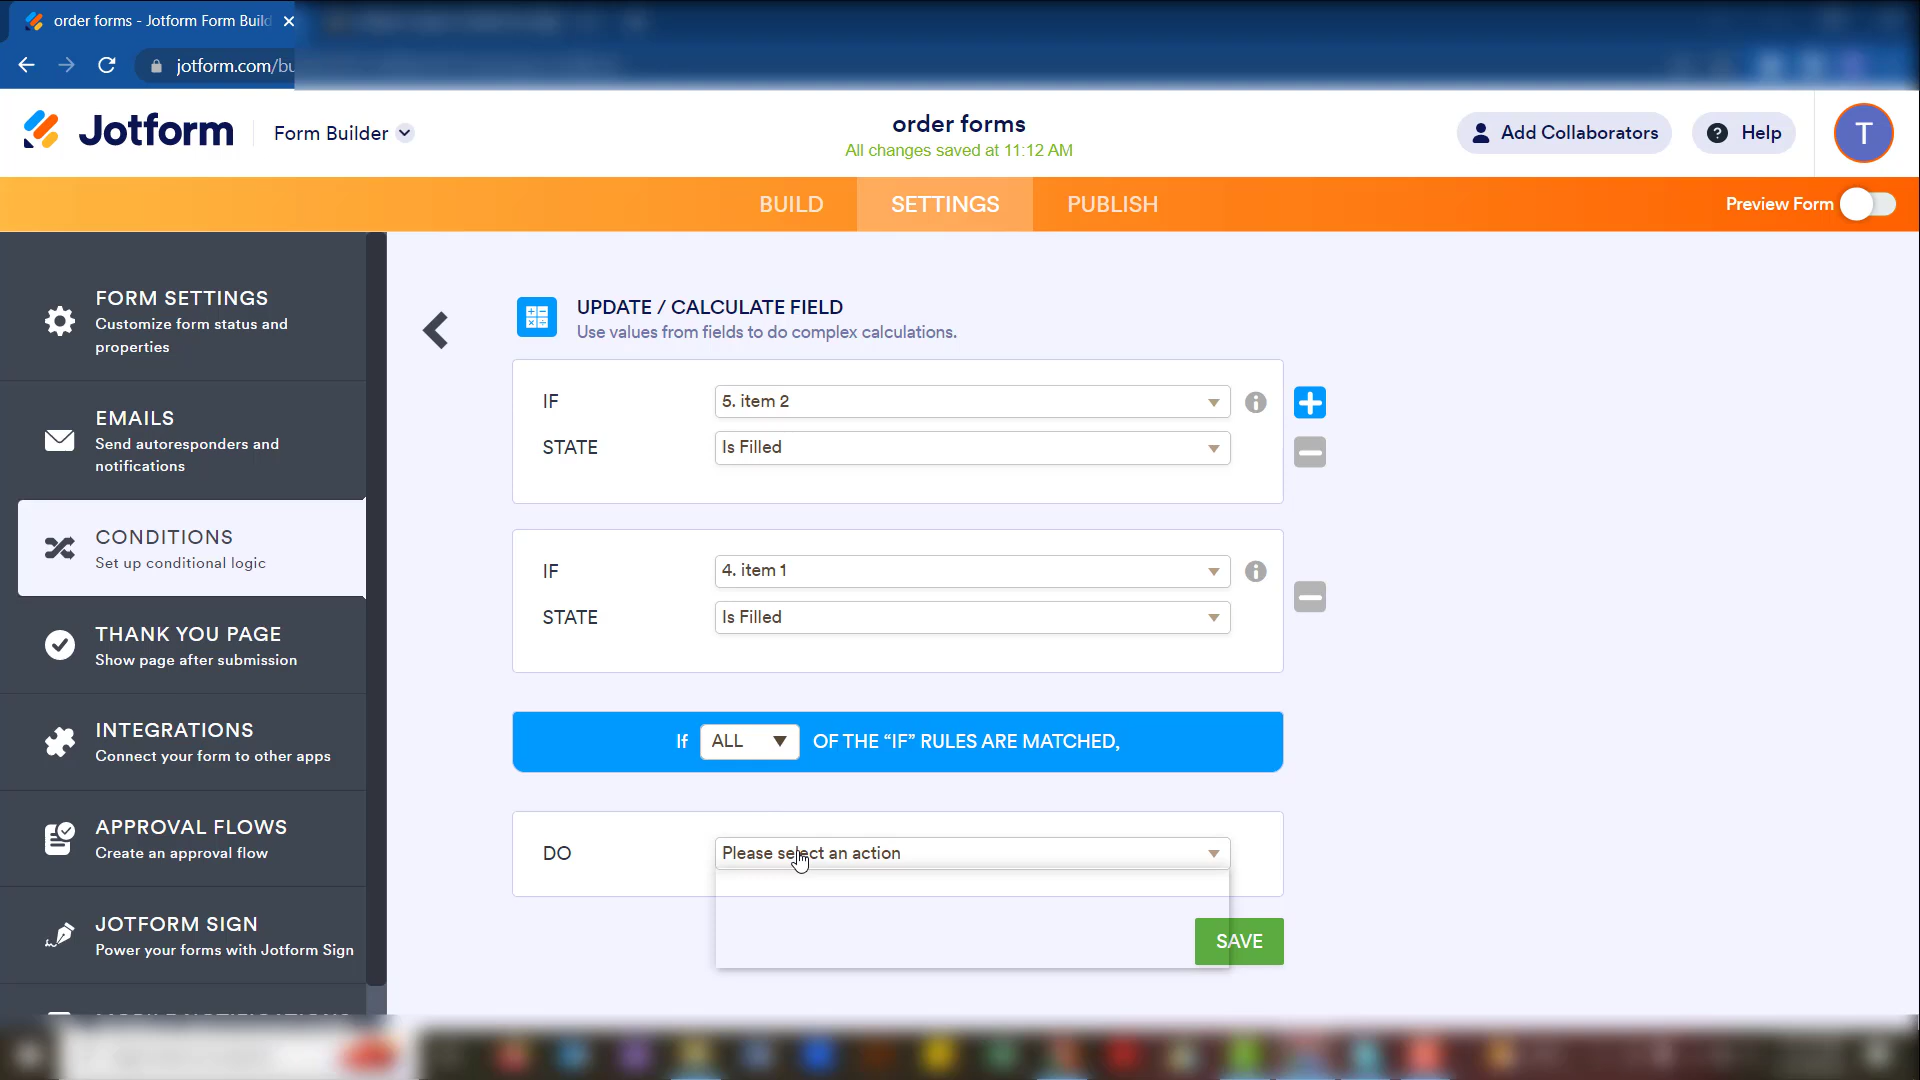 order forms - Jotform Form Build
jotform.com/bu
Jotform
Form Builder
order forms
All changes saved at 11:12 AM
Add Collaborators
Help
T
BUILD
SETTINGS
PUBLISH
Preview Form
FORM SETTINGS
Customize form status and
properties
EMAILS
Send autoresponders and
notifications
CONDITIONS
Set up conditional logic
THANK YOU PAGE
Show page after submission
INTEGRATIONS
Connect your form to other apps
APPROVAL FLOWS
Create an approval flow
JOTFORM SIGN
Power your forms with Jotform Sign
UPDATE / CALCULATE FIELD
Use values from fields to do complex calculations.
IF
5. item 2
STATE
Is Filled
IF
4. item 1
STATE
Is Filled
If ALL OF THE “IF” RULES ARE MATCHED,
DO
Please select an action
SAVE